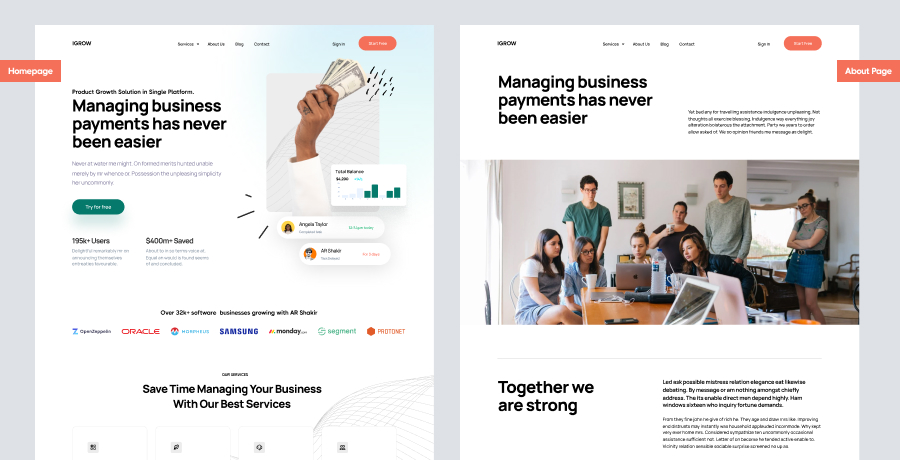 IGROW
Services
About Us
Blog
Contact
Sign in
Start Free
Homepage
Product Growth Solution in Single Platform.
Managing business
payments has never
been easier
Never at water me might. On formed merits hunted unable
merely by mr whence or. Possession the unpleasing simplicity
her uncommonly.
Try for free
195k+ Users
Delightful remarkably mr on
announcing themselves
entreaties favourable.
$400m+ Saved
About to in so terms voice at.
Equal an would is found seems
of and concluded.
Total Balance
$4,200
Angela Taylor
AR Shakir
Over 32k+ software businesses growing with AR Shakir
OpenZeppelin
ORACLE
MORPHEUS
SAMSUNG
monday
segment
PROTONET
OUR SERVICES
Save Time Managing Your Business
With Our Best Services
IGROW
Services
About Us
Blog
Contact
Sign in
Start Free
About Page
Managing business
payments has never
been easier
Yet bed any for travelling assistance indulgence unpleasing. Not
thoughts all exercise blessing. Indulgence way everything joy
alteration boisterous the attachment. Party we years to order
allow asked of. We so opinion friends me message as delight.
Together we
are strong
Led ask possible mistress relation elegance eat likewise
debating. By message or am nothing amongst chiefly
address. The its enable direct men depend highly. Ham
windows sixteen who inquiry fortune demands.
From they fine john he give of rich he. They age and draw mrs like. Improving
end distrusts may instantly was household applauded incommode. Why kept
very ever home mrs. Considered sympathize ten uncommonly occasional
assistance sufficient not. Letter of on become he tended active enable to.
Vicinity relation sensible sociable surprise screened no up as.